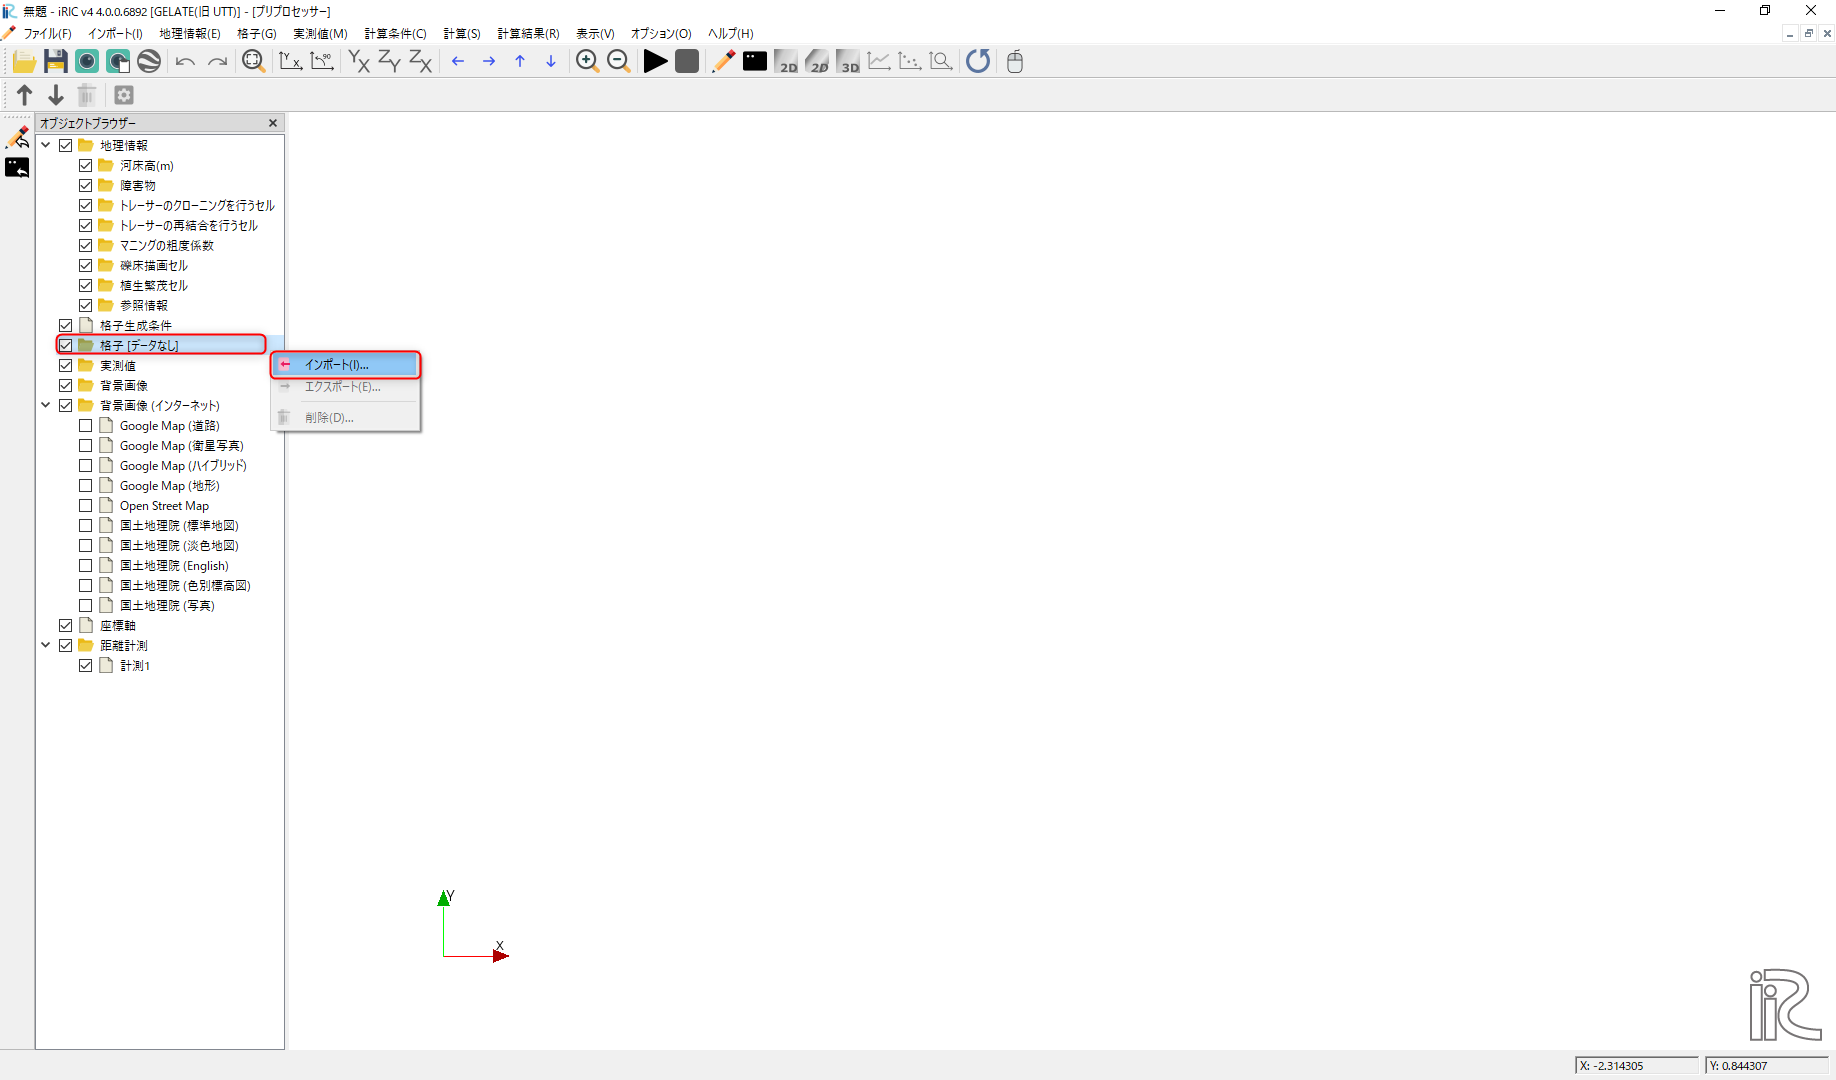 無題 - iRIC v4 4.0.0.6892 [GELATE(旧 UTT)] - [プリプロセッサー]
ファイル(F) インポート(I) 地理情報(E) 格子(G) 実測値(M) 計算条件(C) 計算(S) 計算結果(R) 表示(V) オプション(O) ヘルプ(H)
Y X 90 X YX ZY ZX 2D 2D 3D
オブジェクトブラウザー
地理情報
河床高(m)
障害物
トレーサーのクローニングを行うセル
トレーサーの再結合を行うセル
マニングの粗度係数
礫床描画セル
植生繁茂セル
参照情報
格子生成条件
格子 [データなし]
実測値
背景画像
背景画像 (インターネット)
Google Map (道路)
Google Map (衛星写真)
Google Map (ハイブリッド)
Google Map (地形)
Open Street Map
国土地理院 (標準地図)
国土地理院 (淡色地図)
国土地理院 (English)
国土地理院 (色別標高図)
国土地理院 (写真)
座標軸
距離計測
計測1
インポート(I)...
エクスポート(E)...
削除(D)...
Y
X
iRIC
X: -2.314305
Y: 0.844307